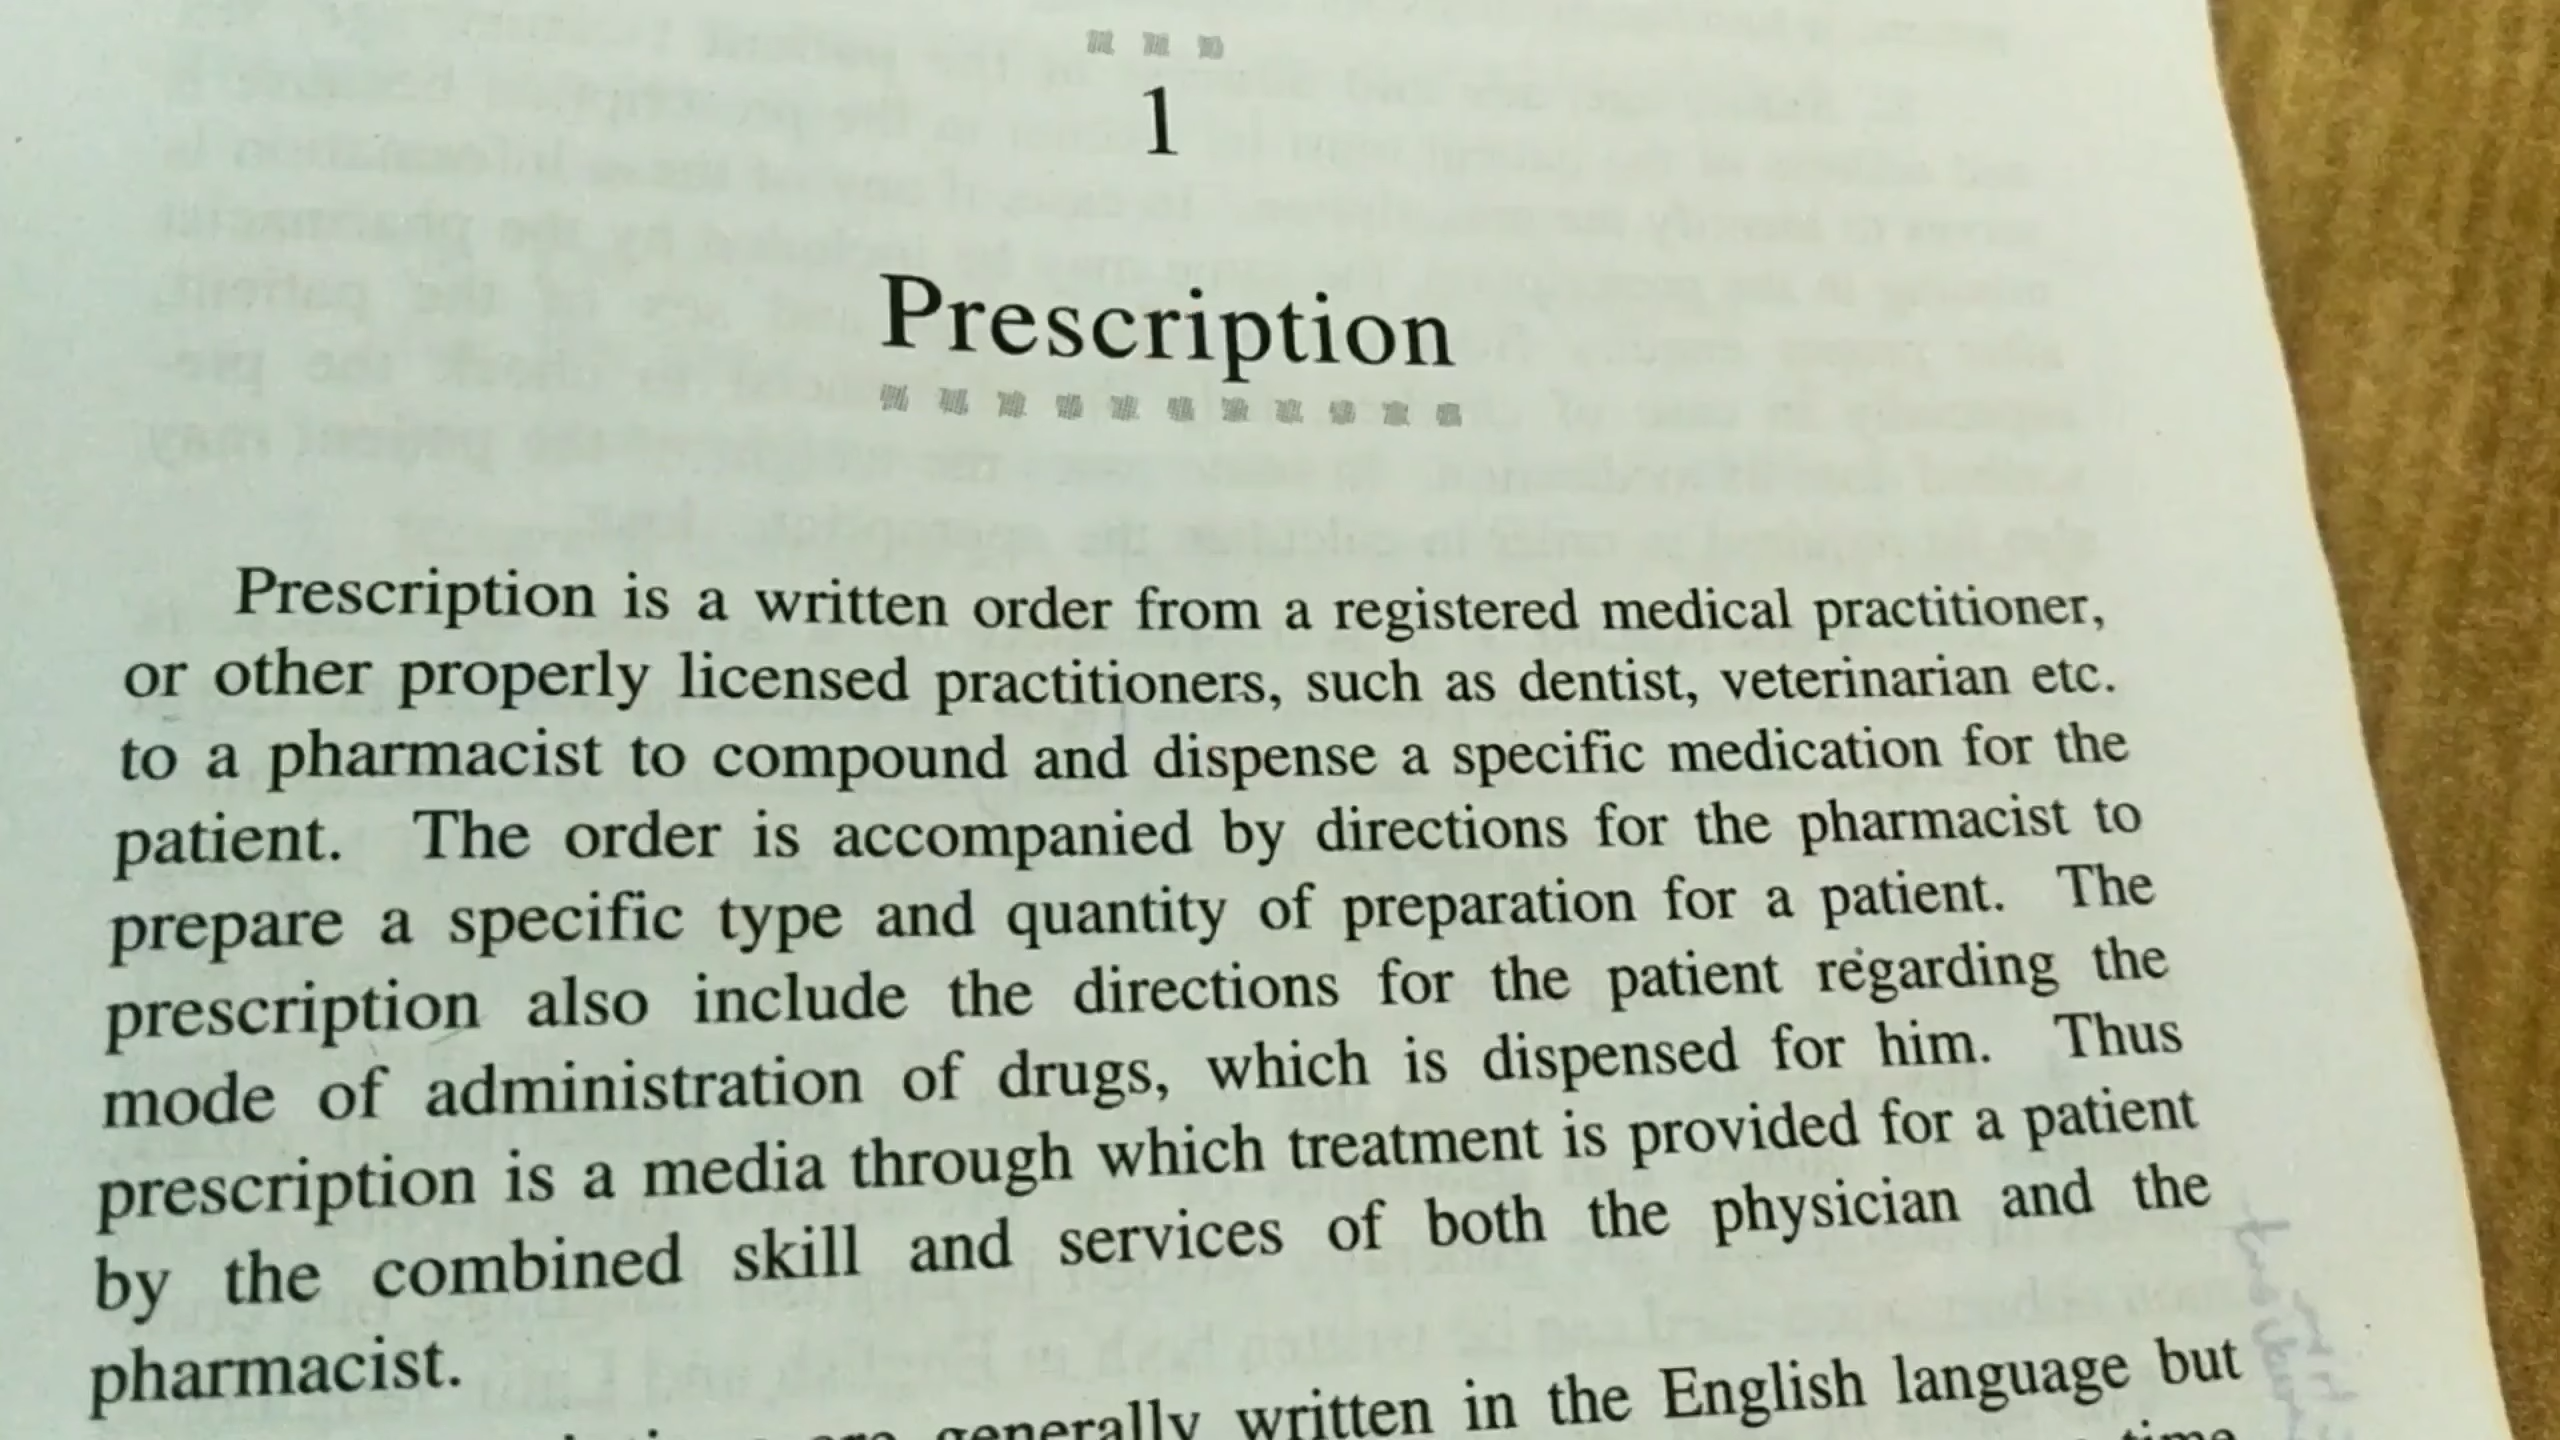 1
Prescription
Prescription is a written order from a registered medical practitioner,
or other properly licensed practitioners, such as dentist, veterinarian etc.
to a pharmacist to compound and dispense a specific medication for the
patient. The order is accompanied by directions for the pharmacist to
prepare a specific type and quantity of preparation for a patient. The
prescription also include the directions for the patient regarding the
mode of administration of drugs, which is dispensed for him. Thus
prescription is a media through which treatment is provided for a patient
by the combined skill and services of both the physician and the
pharmacist.
generally written in the English language but
time